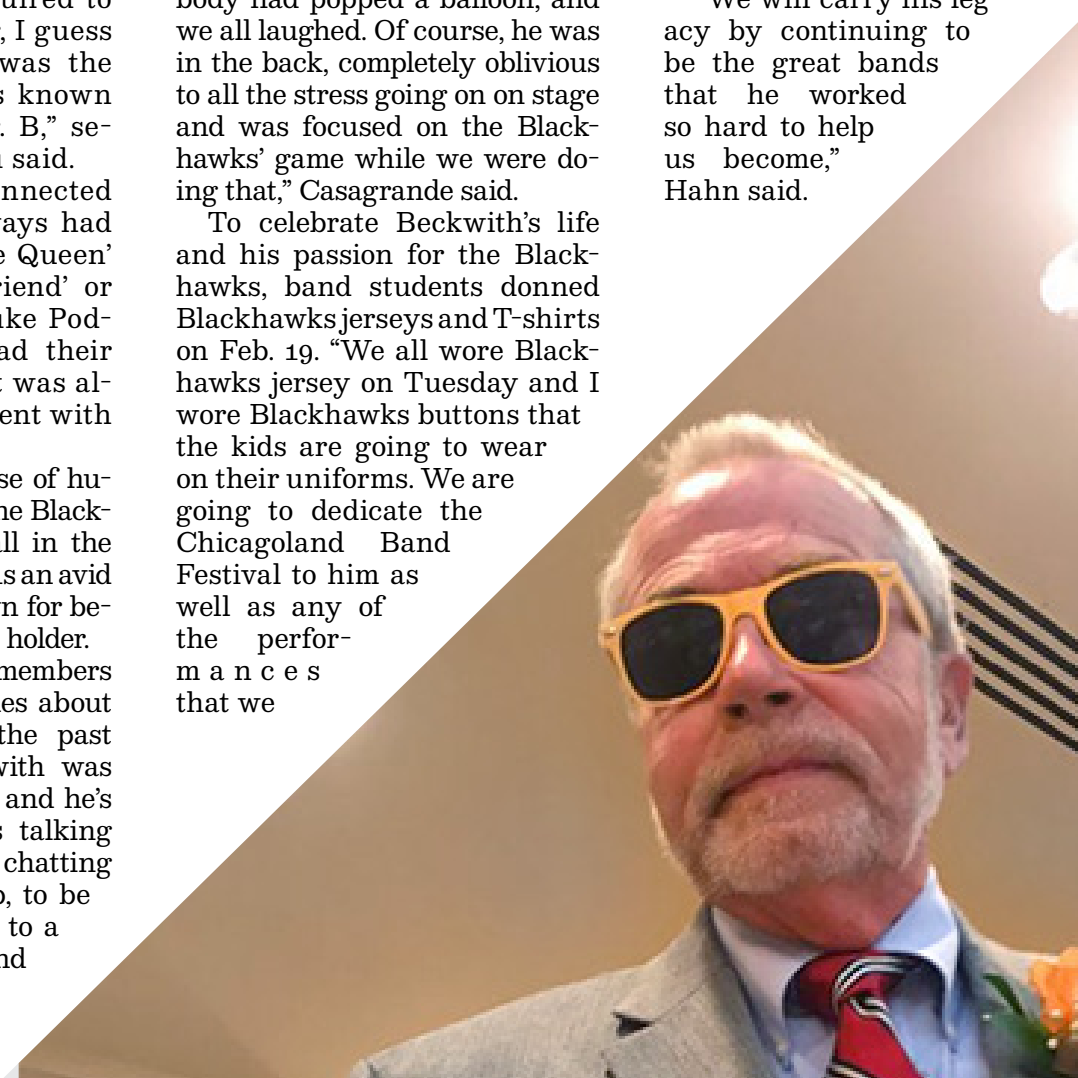 uired to
, I guess
was the
s known
. B,” se-
said.
nnected
ays had
e Queen’
riend’ or
ke Pod-
ad their
t was al-
ent with
se of hu-
he Black-
ll in the
s an avid
n for be-
holder.
members
es about
the past
with was
and he’s
s talking
chatting
, to be
to a
nd
body had popped a balloon, and
we all laughed. Of course, he was
in the back, completely oblivious
to all the stress going on on stage
and was focused on the Black-
hawks’ game while we were do-
ing that,” Casagrande said.
To celebrate Beckwith’s life
and his passion for the Black-
hawks, band students donned
Blackhawks jerseys and T-shirts
on Feb. 19. “We all wore Black-
hawks jersey on Tuesday and I
wore Blackhawks buttons that
the kids are going to wear
on their uniforms. We are
going to dedicate the
Chicagoland Band
Festival to him as
well as any of
the perfor-
mances
that we
“We will carry his leg-
acy by continuing to
be the great bands
that he worked
so hard to help
us become,”
Hahn said.